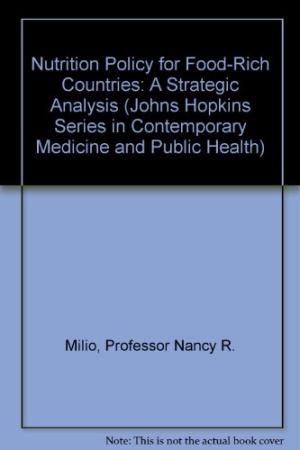 Nutrition Policy for Food-Rich
Countries: A Strategic Analysis (Johns Hopkins
Series in Contemporary
Medicine and Public Health)
Milio, Professor Nancy R.
Note: This is not the actual book cover